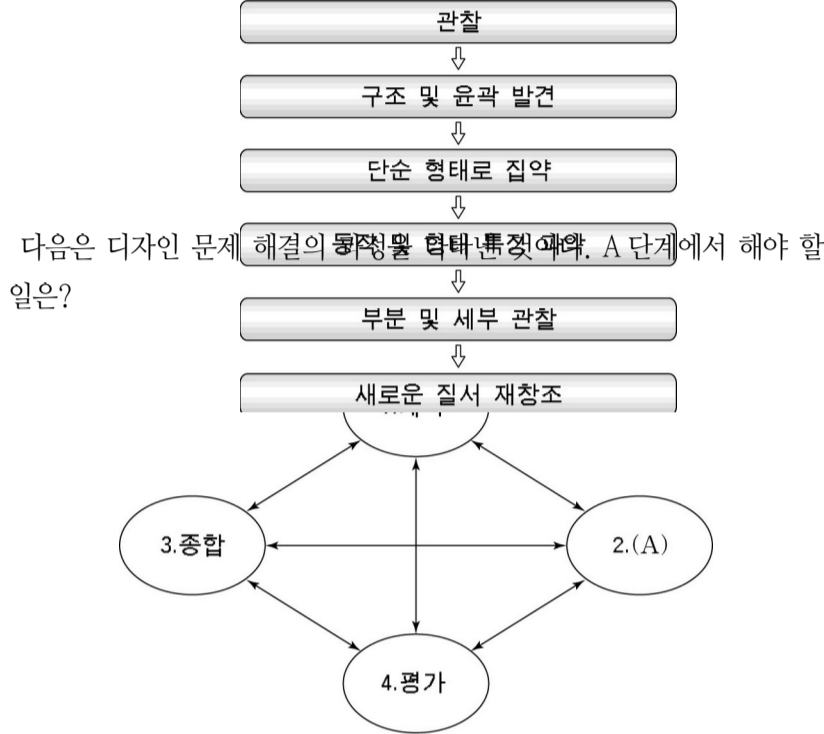 관찰
구조 및 윤곽 발견
단순 형태로 집약
다음은 디자인 문제 해결의 A 단계에서 해야 할
일은?
부분 및 세부 관찰
새로운 질서 재창조
3.종합
2.(A)
4.평가